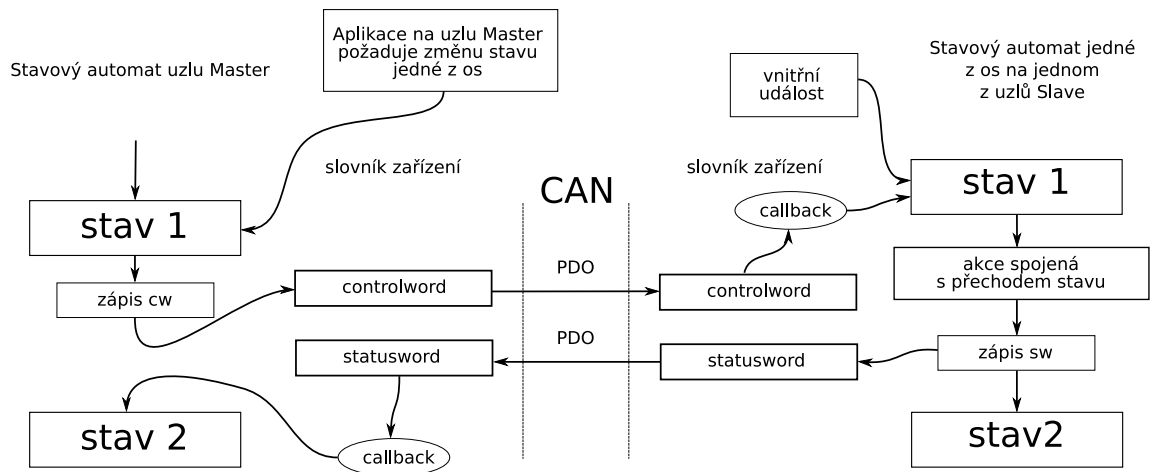 Stavový automat uzlu Master
Aplikace na uzlu Master
požaduje změnu stavu
jedné z os
vnitřní
událost
Stavový automat jedné
z os na jednom
z uzlů Slave
slovník zařízení
CAN
slovník zařízení
stav 1
callback
stav 1
zápis cw
controlword
PDO
controlword
akce spojená
s přechodem stavu
statusword
PDO
statusword
zápis sw
stav 2
callback
stav2